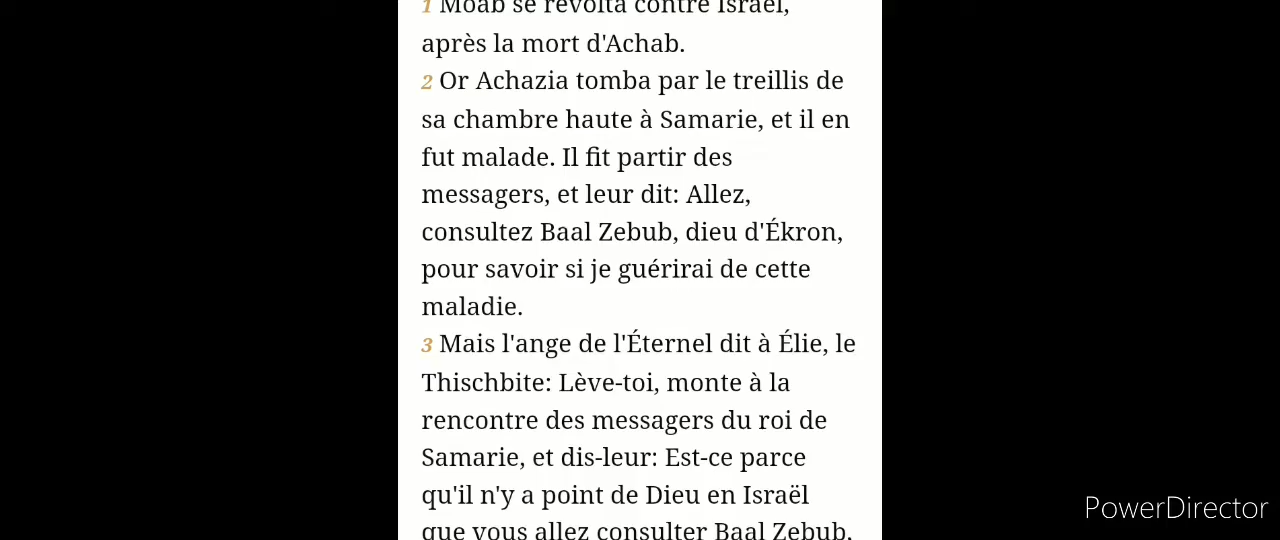 1 Moab se révolta contre Israël,
après la mort d'Achab.
2 Or Achazia tomba par le treillis de
sa chambre haute à Samarie, et il en
fut malade. Il fit partir des
messagers, et leur dit: Allez,
consultez Baal Zebub, dieu d'Ékron,
pour savoir si je guérirai de cette
maladie.
3 Mais l'ange de l'Éternel dit à Élie, le
Thischbite: Lève-toi, monte à la
rencontre des messagers du roi de
Samarie, et dis-leur: Est-ce parce
qu'il n'y a point de Dieu en Israël
que vous allez consulter Baal Zebub,
PowerDirector